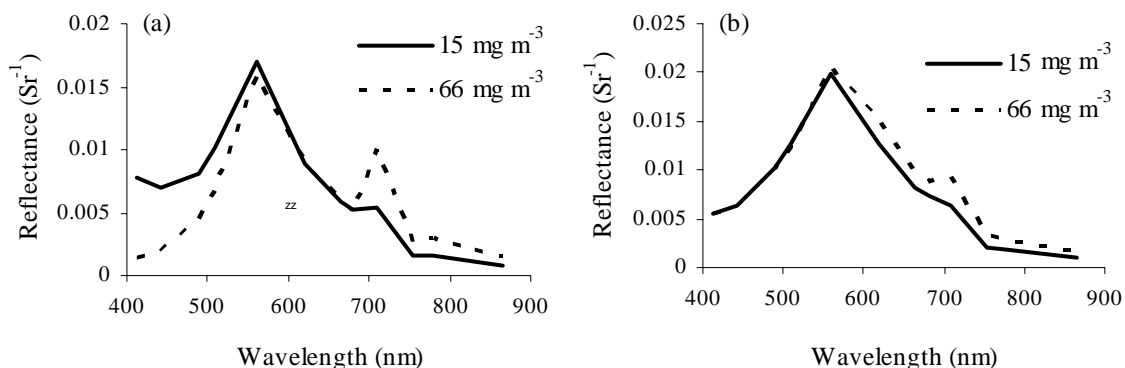 (a)
Reflectance (Sr-1)
0.02
0.015
0.01
0.005
0
15 mg m-3
66 mg m-3
zz
400 500 600 700 800 900
Wavelength (nm)
(b)
Reflectance (Sr-1)
0.025
0.02
0.015
0.01
0.005
0
15 mg m-3
66 mg m-3
400 500 600 700 800 900
Wavelength (nm)